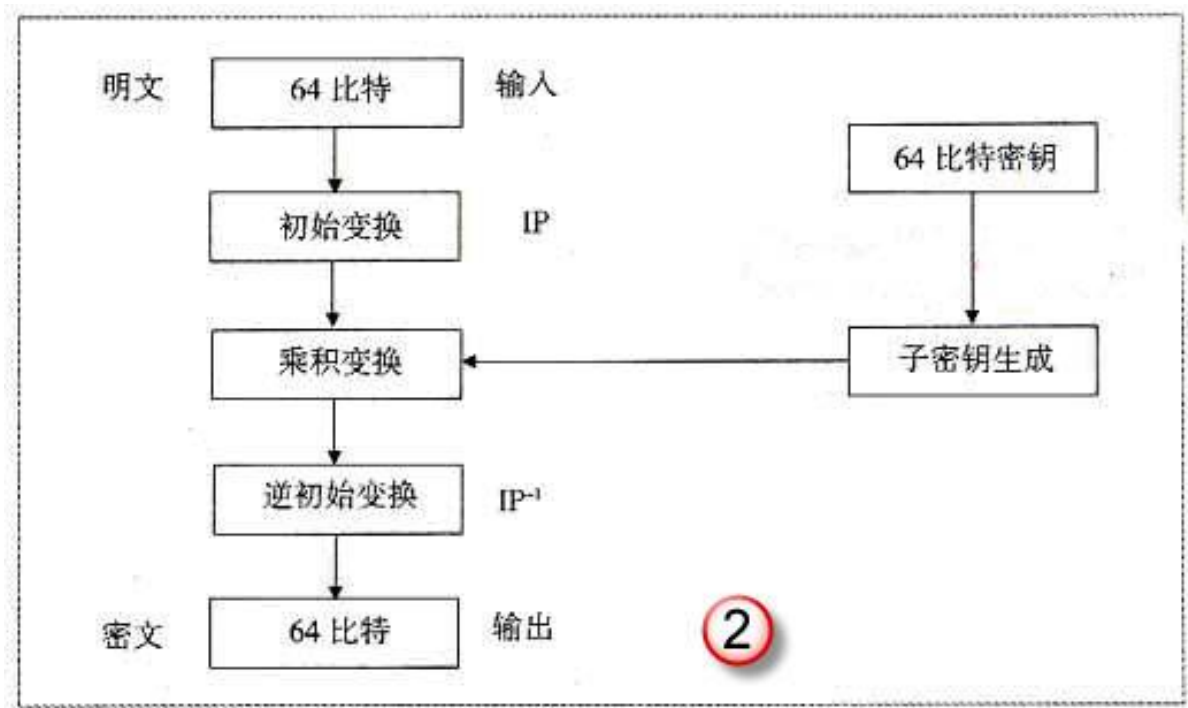 明文
64 比特
输入
初始变换
IP
乘积变换
逆初始变换
IP⁻¹
密文
64 比特
输出
64 比特密钥
子密钥生成
2